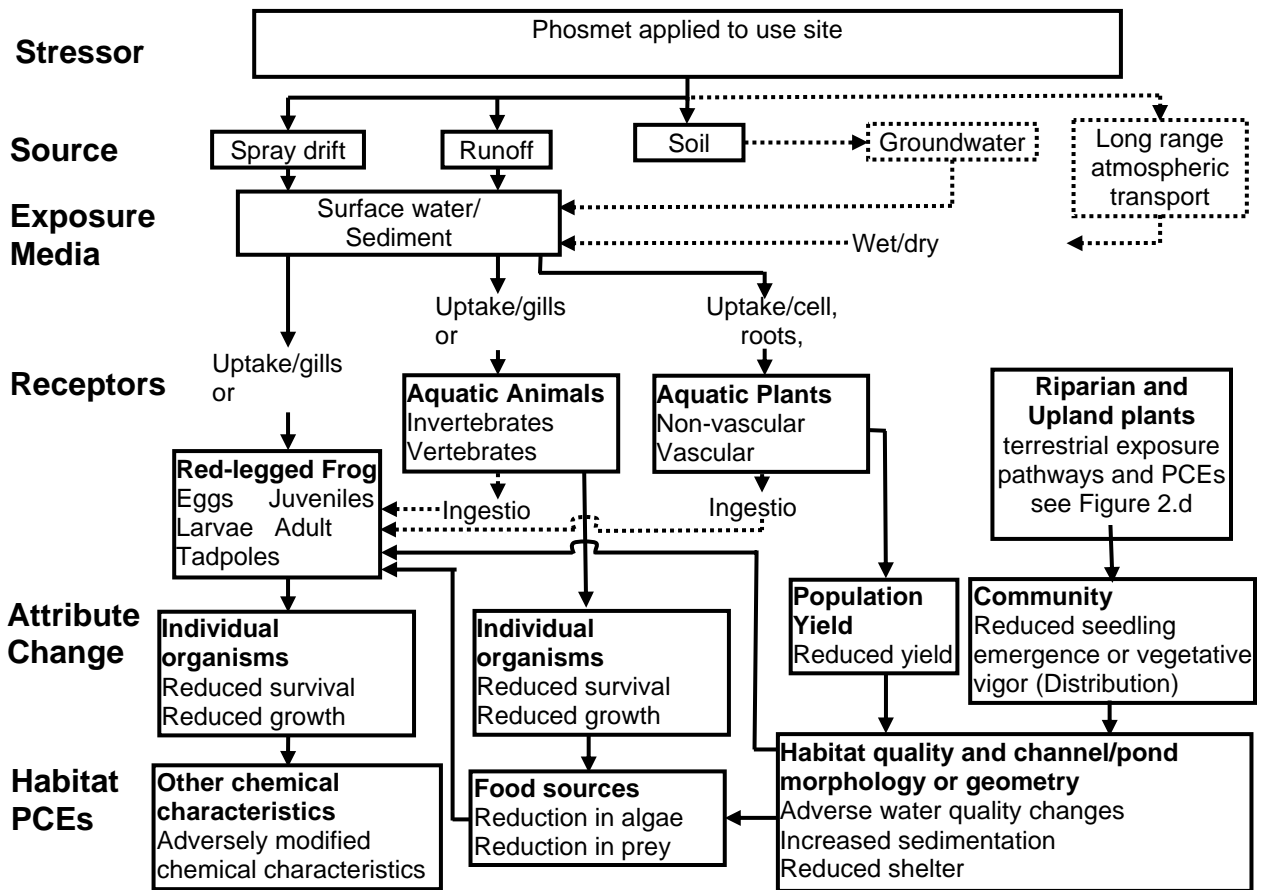 Stressor
Phosmet applied to use site
Source
Spray drift
Runoff
Soil
Groundwater
Long range
atmospheric
transport
Exposure
Media
Surface water/
Sediment
Wet/dry
Uptake/gills
or
Uptake/gills
or
Uptake/cell,
roots,
Receptors
Red-legged Frog
Eggs Juveniles
Larvae Adult
Tadpoles
Aquatic Animals
Invertebrates
Vertebrates
Aquatic Plants
Non-vascular
Vascular
Riparian and
Upland plants
terrestrial exposure
pathways and PCEs
see Figure 2.d
Ingestio
Ingestio
Attribute
Change
Individual
organisms
Reduced survival
Reduced growth
Individual
organisms
Reduced survival
Reduced growth
Population
Yield
Reduced yield
Community
Reduced seedling
emergence or vegetative
vigor (Distribution)
Habitat
PCEs
Other chemical
characteristics
Adversely modified
chemical characteristics
Food sources
Reduction in algae
Reduction in prey
Habitat quality and channel/pond
morphology or geometry
Adverse water quality changes
Increased sedimentation
Reduced shelter